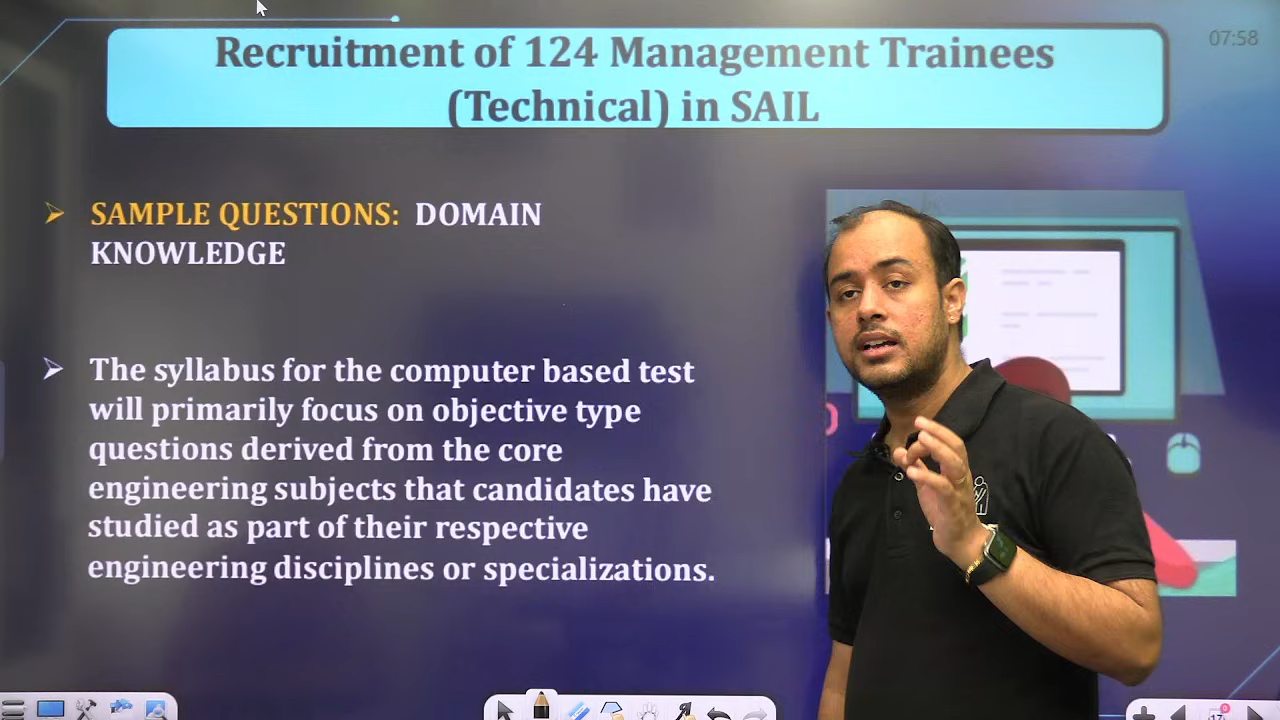 07:58
Recruitment of 124 Management Trainees
(Technical) in SAIL
SAMPLE QUESTIONS: DOMAIN
KNOWLEDGE
The syllabus for the computer based test
will primarily focus on objective type
questions derived from the core
engineering subjects that candidates have
studied as part of their respective
engineering disciplines or specializations.